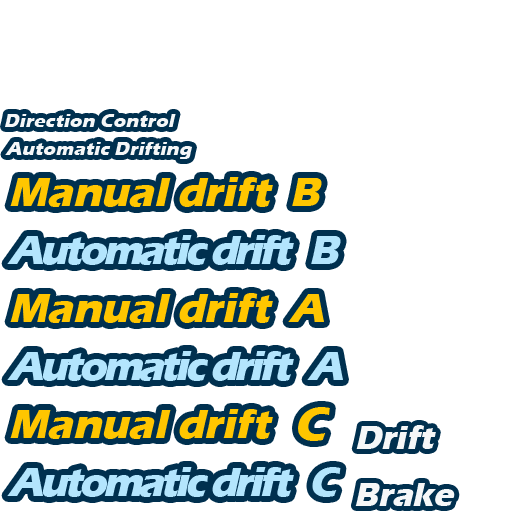 Direction Control
Automatic Drifting
Manual drift B
Automatic drift B
Manual drift A
Automatic drift A
Manual drift C
Drift
Automatic drift C
Brake